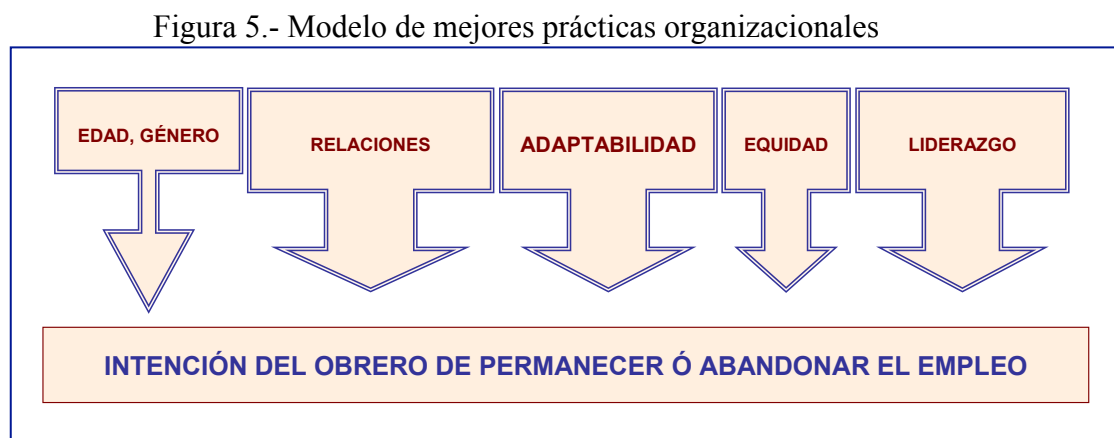 Figura 5.- Modelo de mejores prácticas organizacionales
EDAD, GÉNERO
RELACIONES
ADAPTABILIDAD
EQUIDAD
LIDERAZGO
INTENCIÓN DEL OBRERO DE PERMANECER Ó ABANDONAR EL EMPLEO